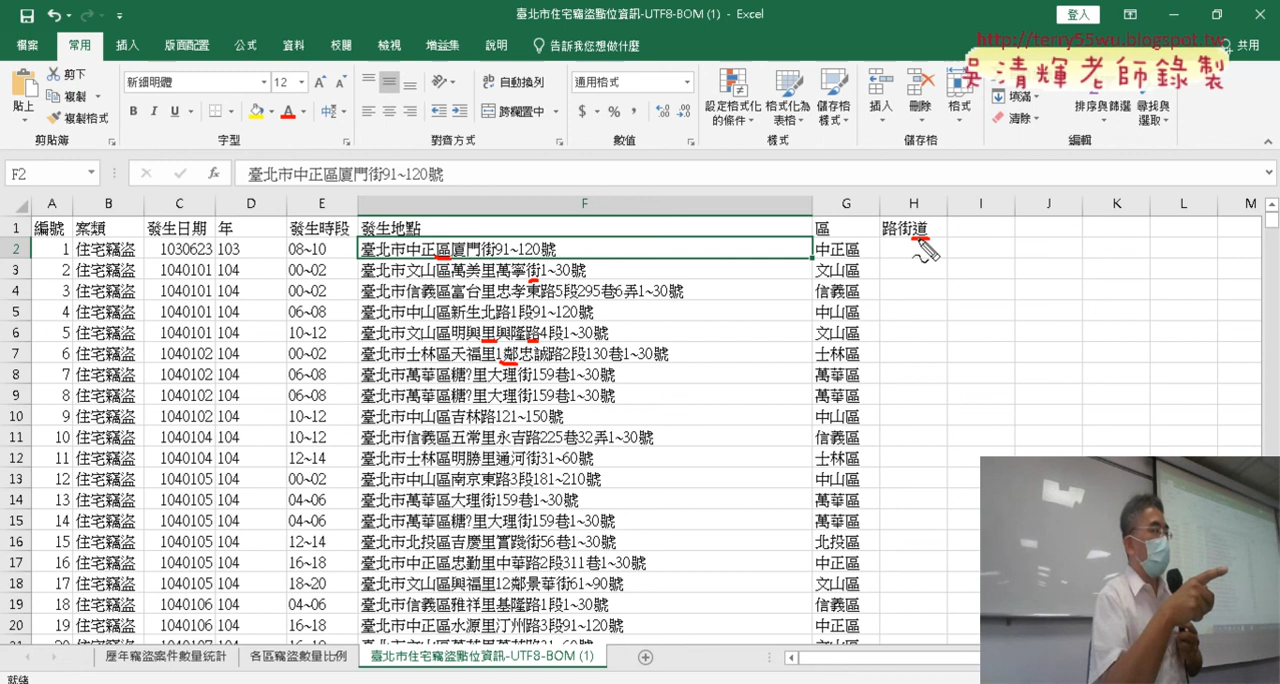 臺北市住宅竊盜點位資訊-UTF8-BOM (1) - Excel
登入
檔案 常用 插入 版面配置 公式 資料 校閱 檢視 增益集 說明 告訴我您想做什麼 共用
http://terry55wu.blogspot.tw
吳清輝老師錄製
貼上 剪下 複製 複製格式 剪貼簿
新細明體 12 B I U 字型
自動換列 跨欄置中 對齊方式
通用格式 $ % 數值
設定格式化的條件 格式化為表格 儲存格樣式 樣式
插入 刪除 格式 儲存格
填滿 清除 排序與篩選 尋找與選取 編輯
F2 fx 臺北市中正區廈門街91~120號
A B C D E F G H I J K L M
1 編號 案類 發生日期 年 發生時段 發生地點 區 路街道
2 1 住宅竊盜 1030623 103 08~10 臺北市中正區廈門街91~120號 中正區
3 2 住宅竊盜 1040101 104 00~02 臺北市文山區萬美里萬寧街1~30號 文山區
4 3 住宅竊盜 1040101 104 00~02 臺北市信義區富台里忠孝東路5段295巷6弄1~30號 信義區
5 4 住宅竊盜 1040101 104 06~08 臺北市中山區新生北路1段91~120號 中山區
6 5 住宅竊盜 1040101 104 10~12 臺北市文山區明興里興隆路4段1~30號 文山區
7 6 住宅竊盜 1040102 104 00~02 臺北市士林區天福里1鄰忠誠路2段130巷1~30號 士林區
8 7 住宅竊盜 1040102 104 06~08 臺北市萬華區糖?里大理街159巷1~30號 萬華區
9 8 住宅竊盜 1040102 104 06~08 臺北市萬華區糖?里大理街159巷1~30號 萬華區
10 9 住宅竊盜 1040102 104 10~12 臺北市中山區吉林路121~150號 中山區
11 10 住宅竊盜 1040102 104 10~12 臺北市信義區五常里永吉路225巷32弄1~30號 信義區
12 11 住宅竊盜 1040104 104 12~14 臺北市士林區明勝里通河街31~60號 士林區
13 12 住宅竊盜 1040105 104 00~02 臺北市中山區南京東路3段181~210號 中山區
14 13 住宅竊盜 1040105 104 04~06 臺北市萬華區大理街159巷1~30號 萬華區
15 14 住宅竊盜 1040105 104 04~06 臺北市萬華區糖?里大理街159巷1~30號 萬華區
16 15 住宅竊盜 1040105 104 12~14 臺北市北投區吉慶里實踐街56巷1~30號 北投區
17 16 住宅竊盜 1040105 104 16~18 臺北市中正區忠勤里中華路2段311巷1~30號 中正區
18 17 住宅竊盜 1040105 104 18~20 臺北市文山區興福里12鄰景華街61~90號 文山區
19 18 住宅竊盜 1040106 104 04~06 臺北市信義區雅祥里基隆路1段1~30號 信義區
20 19 住宅竊盜 1040106 104 16~18 臺北市中正區水源里汀州路3段91~120號 中正區
歷年竊盜案件數量統計 各區竊盜數量比例 臺北市住宅竊盜點位資訊-UTF8-BOM (1)
就緒